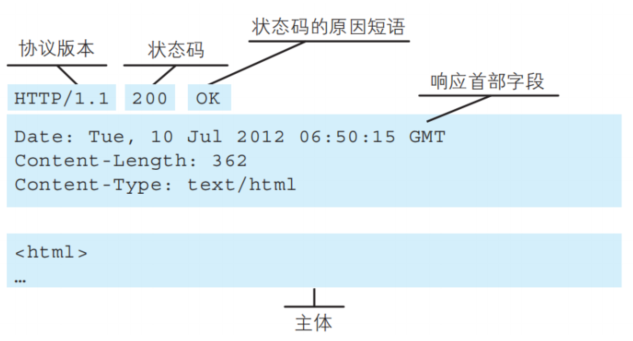 状态码的原因短语
协议版本
状态码
响应首部字段
HTTP/1.1 200 OK
Date: Tue, 10 Jul 2012 06:50:15 GMT
Content-Length: 362
Content-Type: text/html
<html>
…
主体